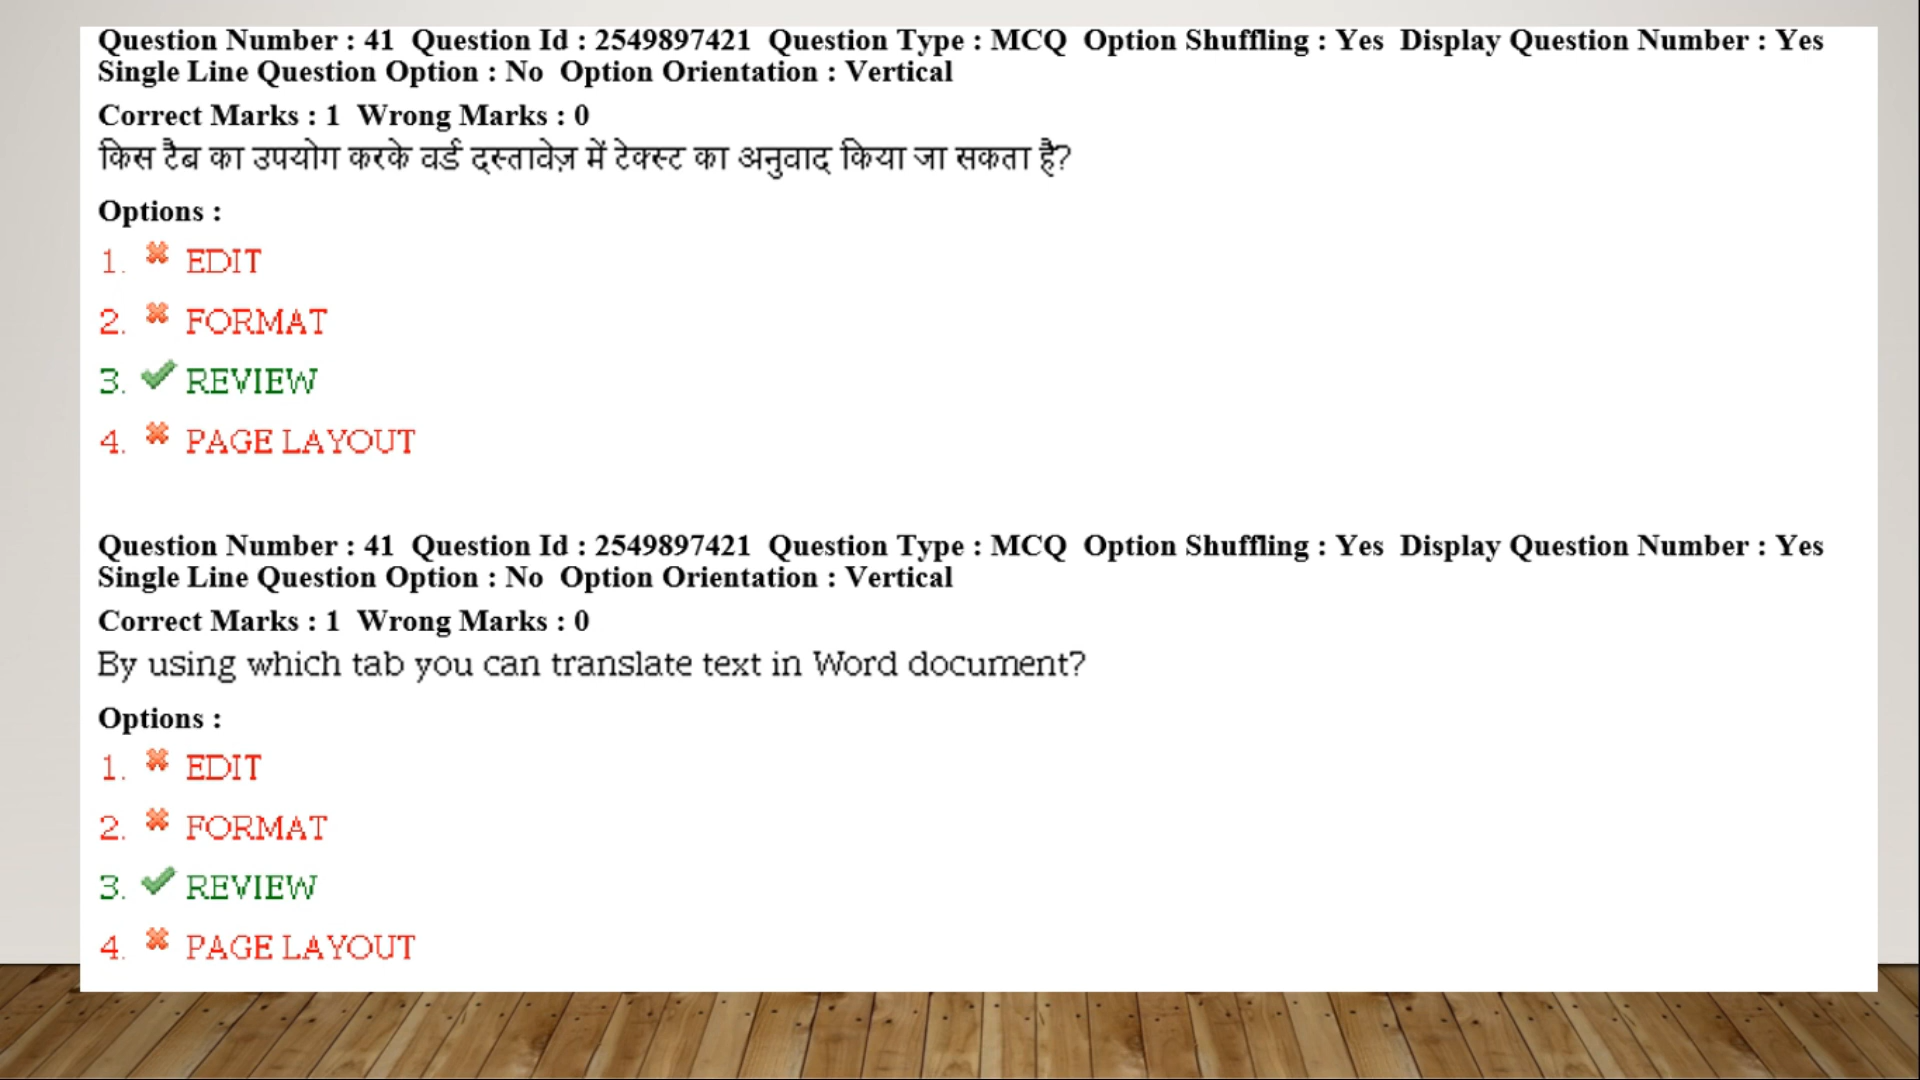 Question Number : 41 Question Id : 2549897421 Question Type : MCQ Option Shuffling : Yes Display Question Number : Yes
Single Line Question Option : No Option Orientation : Vertical
Correct Marks : 1 Wrong Marks : 0
किस टैब का उपयोग करके वर्ड दस्तावेज़ में टेक्स्ट का अनुवाद किया जा सकता है?
Options :
1. EDIT
2. FORMAT
3. REVIEW
4. PAGE LAYOUT
Question Number : 41 Question Id : 2549897421 Question Type : MCQ Option Shuffling : Yes Display Question Number : Yes
Single Line Question Option : No Option Orientation : Vertical
Correct Marks : 1 Wrong Marks : 0
By using which tab you can translate text in Word document?
Options :
1. EDIT
2. FORMAT
3. REVIEW
4. PAGE LAYOUT